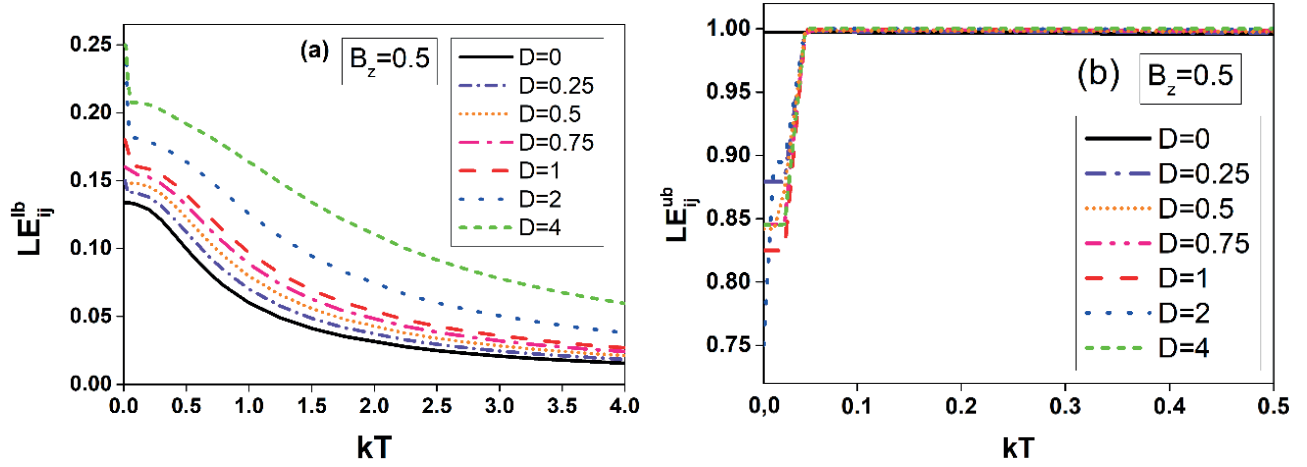 (a)
B_z=0.5
D=0
D=0.25
D=0.5
D=0.75
D=1
D=2
D=4
0.25
0.20
0.15
0.10
0.05
0.00
LE_ij^lb
0.0 0.5 1.0 1.5 2.0 2.5 3.0 3.5 4.0
kT
(b)
B_z=0.5
D=0
D=0.25
D=0.5
D=0.75
D=1
D=2
D=4
1.00
0.95
0.90
0.85
0.80
0.75
LE_ij^ub
0,0 0.1 0.2 0.3 0.4 0.5
kT